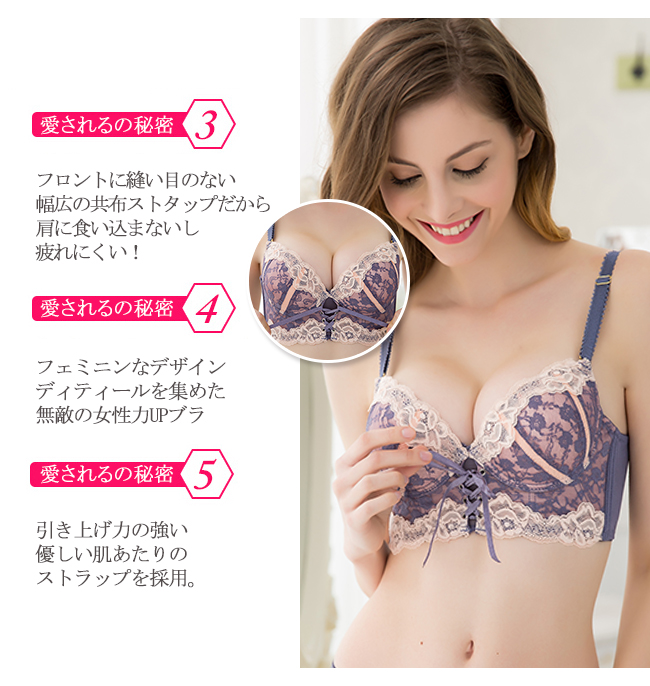 愛されるの秘密 3
フロントに縫い目のない
幅広の共布ストタップだから
肩に食い込まないし
疲れにくい！
愛されるの秘密 4
フェミニンなデザイン
ディティールを集めた
無敵の女性力UPブラ
愛されるの秘密 5
引き上げ力の強い
優しい肌あたりの
ストラップを採用。